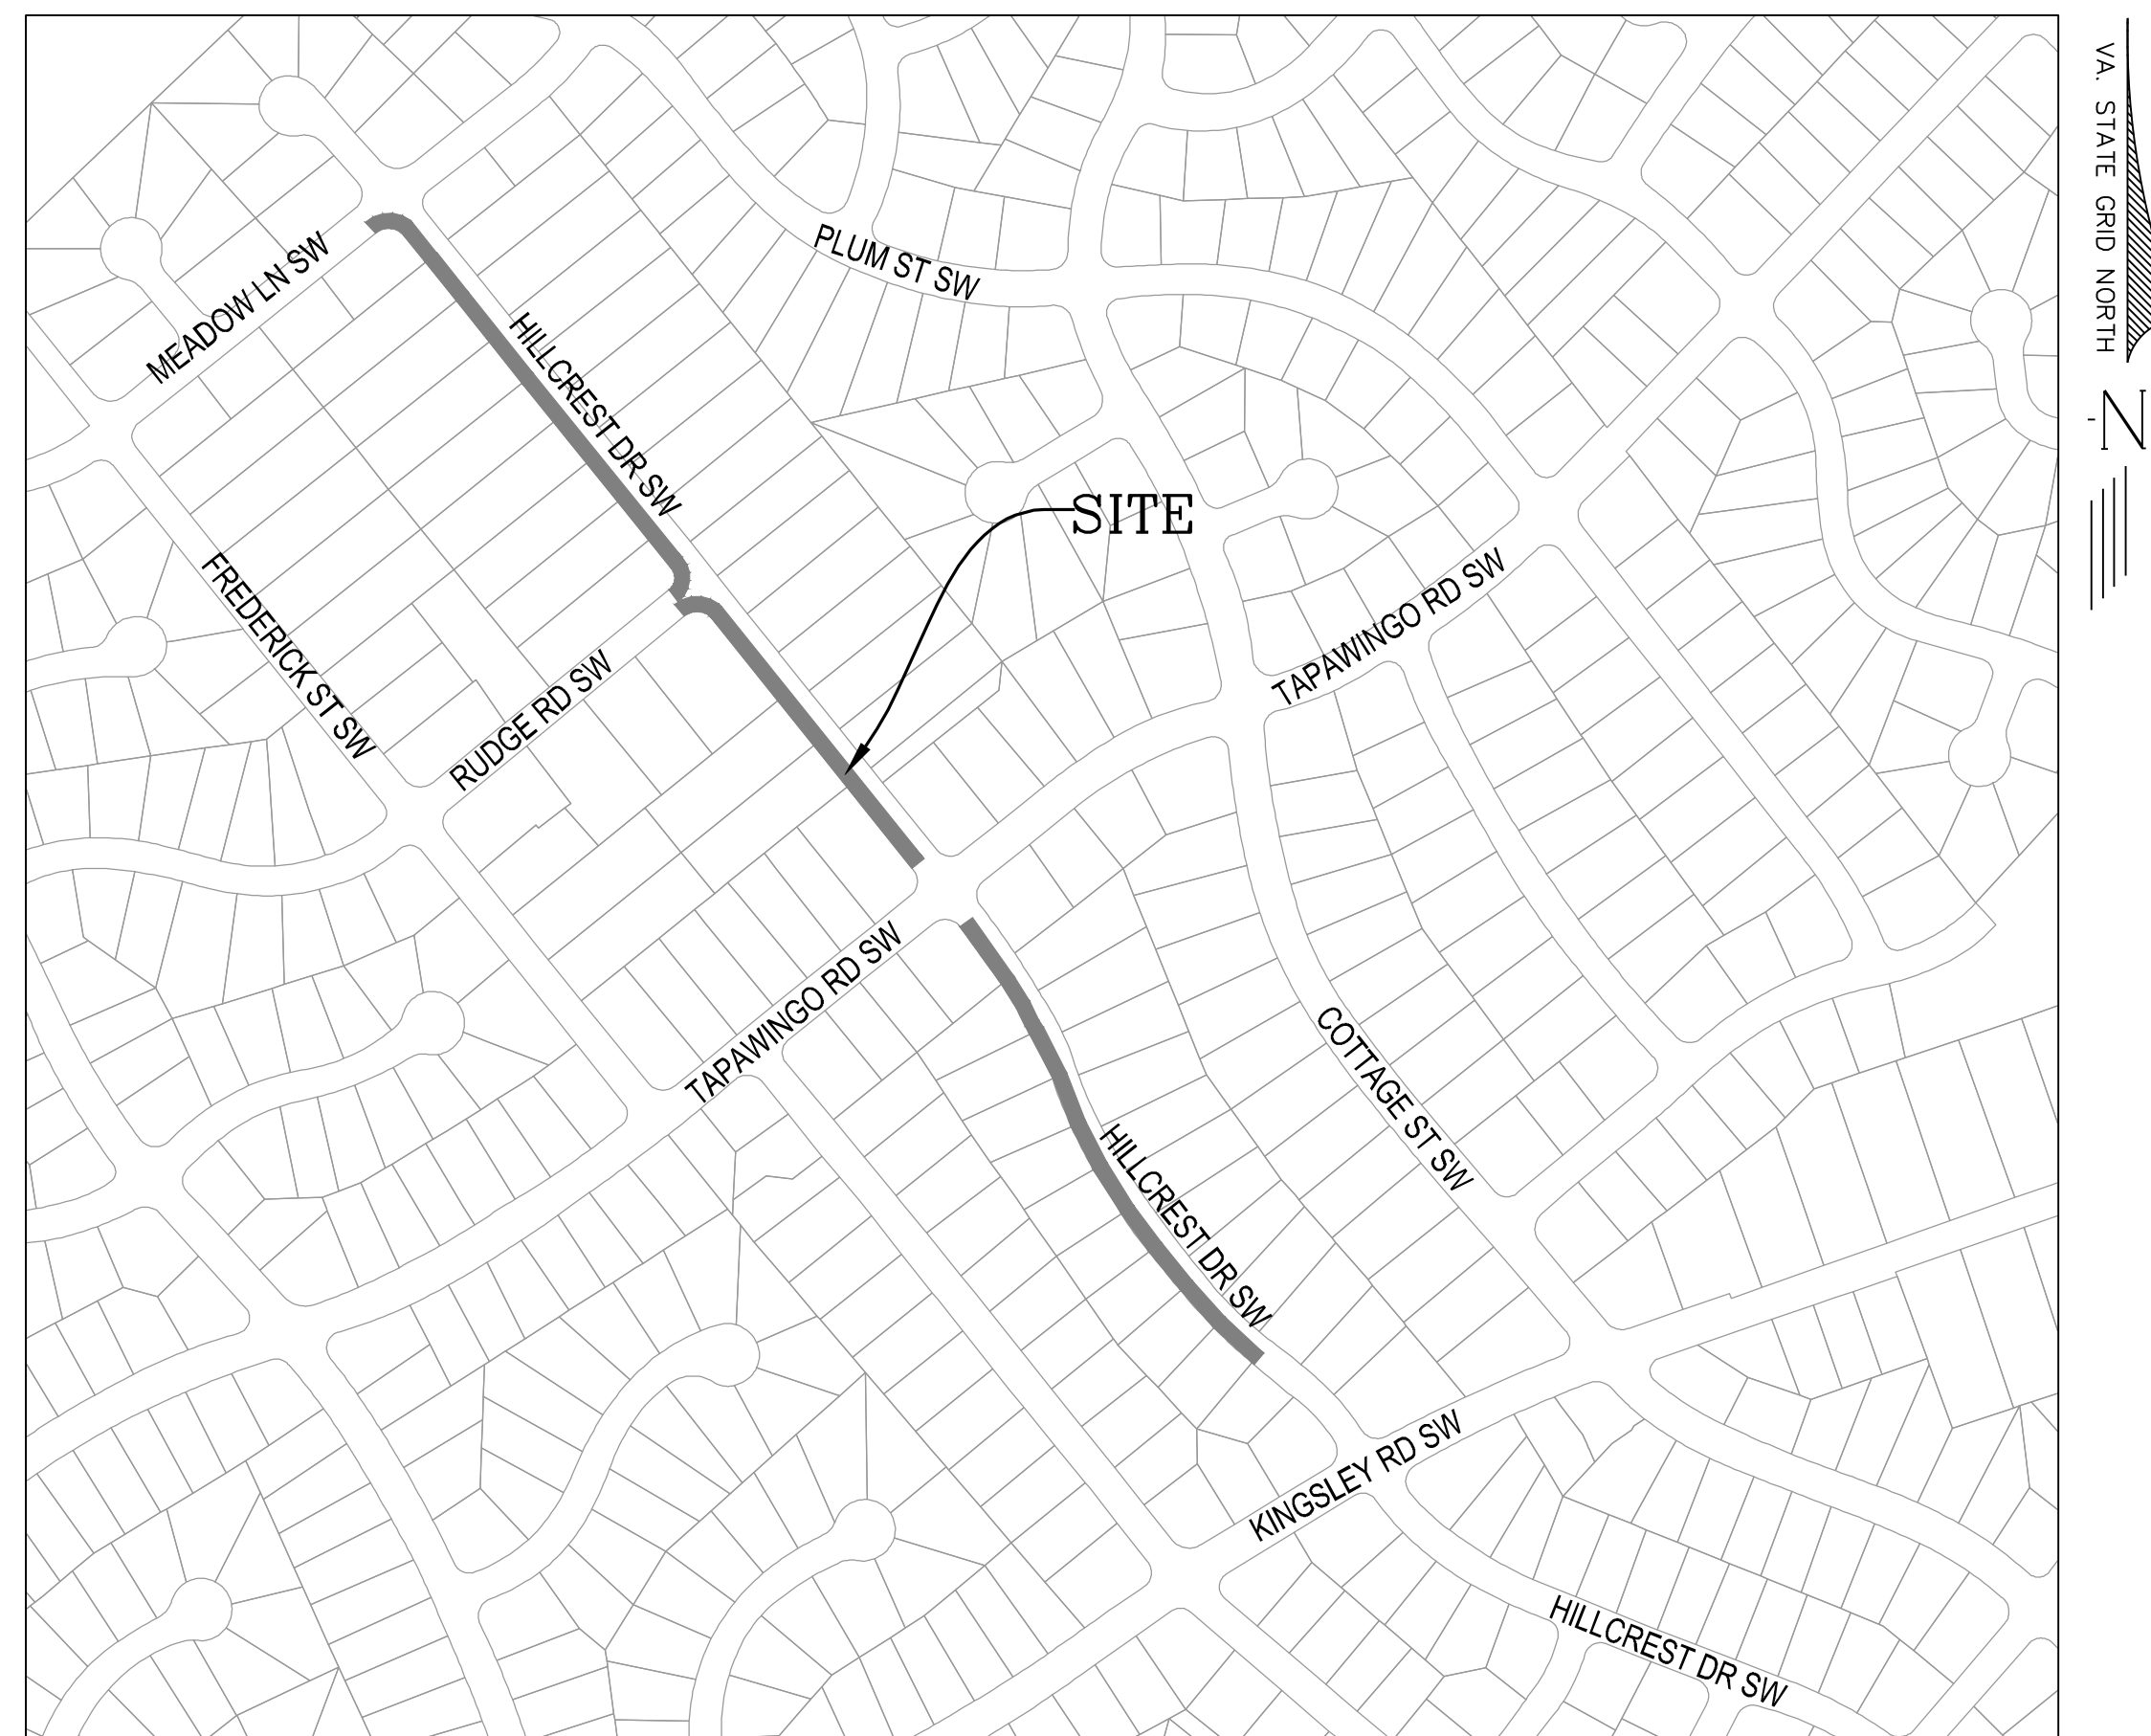 VA. STATE GRID NORTH
N
PLUM ST SW
MEADOW LN SW
HILLCREST DR SW
SITE
TAPAWINGO RD SW
FREDERICK ST SW
RUDGE RD SW
TAPAWINGO RD SW
COTTAGE ST SW
HILLCREST DR SW
KINGSLEY RD SW
HILLCREST DR SW